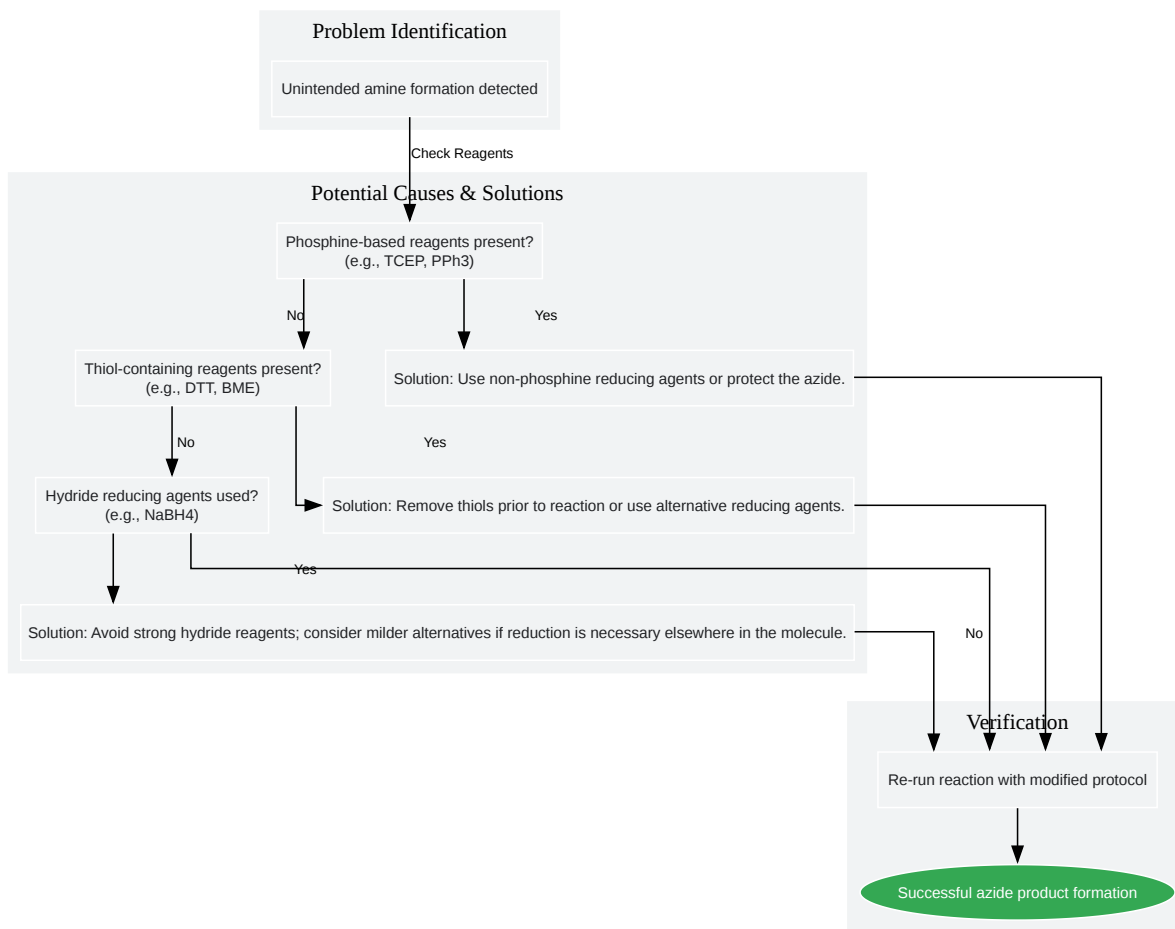 Problem Identification
Unintended amine formation detected
Check Reagents
Potential Causes & Solutions
Phosphine-based reagents present?
(e.g., TCEP, PPh3)
No
Yes
Thiol-containing reagents present?
(e.g., DTT, BME)
Solution: Use non-phosphine reducing agents or protect the azide.
No
Yes
Hydride reducing agents used?
(e.g., NaBH4)
Solution: Remove thiols prior to reaction or use alternative reducing agents.
Yes
Solution: Avoid strong hydride reagents; consider milder alternatives if reduction is necessary elsewhere in the molecule.
No
Verification
Re-run reaction with modified protocol
Successful azide product formation